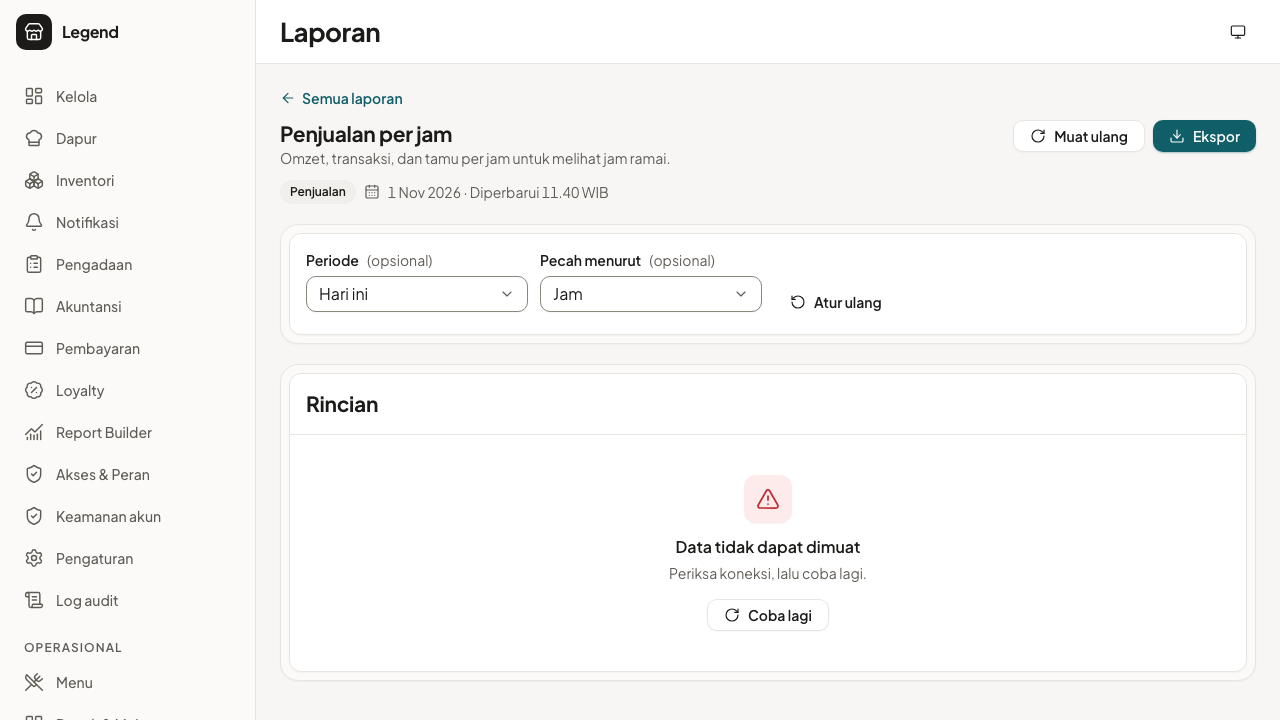 Legend
Kelola
Dapur
Inventori
Notifikasi
Pengadaan
Akuntansi
Pembayaran
Loyalty
Report Builder
Akses & Peran
Keamanan akun
Pengaturan
Log audit
OPERASIONAL
Menu
Laporan
Semua laporan
Penjualan per jam
Omzet, transaksi, dan tamu per jam untuk melihat jam ramai.
Penjualan 1 Nov 2026 · Diperbarui 11.40 WIB
Muat ulang
Ekspor
Periode (opsional)
Hari ini
Pecah menurut (opsional)
Jam
Atur ulang
Rincian
Data tidak dapat dimuat
Periksa koneksi, lalu coba lagi.
Coba lagi